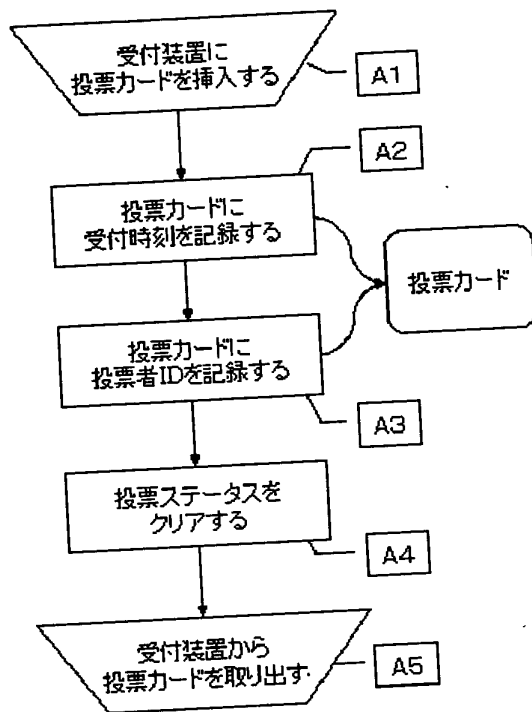 受付装置に
投票カードを挿入する
A1
A2
投票カードに
受付時刻を記録する
投票カード
投票カードに
投票者IDを記録する
A3
投票ステータスを
クリアする
A4
受付装置から
投票カードを取り出す
A5